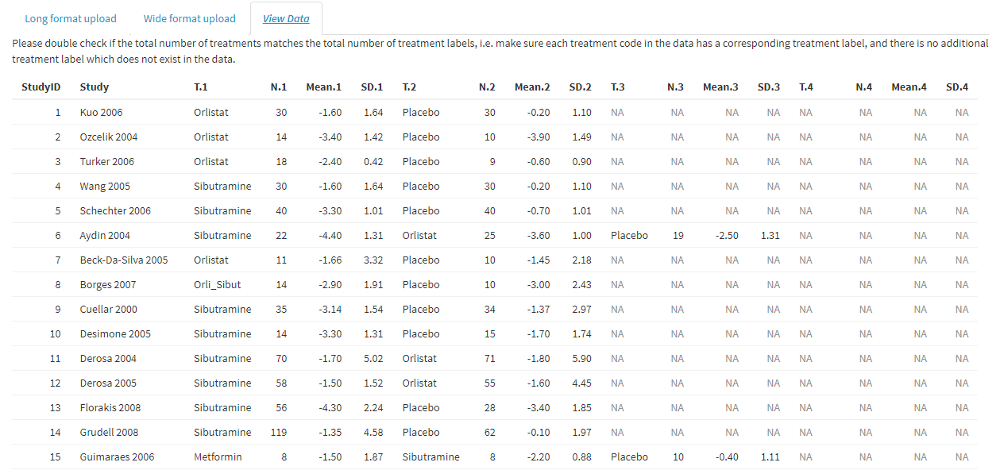 Long format upload Wide format upload View Data
Please double check if the total number of treatments matches the total number of treatment labels, i.e. make sure each treatment code in the data has a corresponding treatment label, and there is no additional
treatment label which does not exist in the data.
StudyID Study T.1 N.1 Mean.1 SD.1 T.2 N.2 Mean.2 SD.2 T.3 N.3 Mean.3 SD.3 T.4 N.4 Mean.4 SD.4
1 Kuo 2006 Orlistat 30 -1.60 1.64 Placebo 30 -0.20 1.10 NA NA NA NA NA NA NA NA
2 Ozcelik 2004 Orlistat 14 -3.40 1.42 Placebo 10 -3.90 1.49 NA NA NA NA NA NA NA NA
3 Turker 2006 Orlistat 18 -2.40 0.42 Placebo 9 -0.60 0.90 NA NA NA NA NA NA NA NA
4 Wang 2005 Sibutramine 30 -1.60 1.64 Placebo 30 -0.20 1.10 NA NA NA NA NA NA NA NA
5 Schechter 2006 Sibutramine 40 -3.30 1.01 Placebo 40 -0.70 1.01 NA NA NA NA NA NA NA NA
6 Aydin 2004 Sibutramine 22 -4.40 1.31 Orlistat 25 -3.60 1.00 Placebo 19 -2.50 1.31 NA NA NA NA
7 Beck-Da-Silva 2005 Orlistat 11 -1.66 3.32 Placebo 10 -1.45 2.18 NA NA NA NA NA NA NA NA
8 Borges 2007 Orli_Sibut 14 -2.90 1.91 Placebo 10 -3.00 2.43 NA NA NA NA NA NA NA NA
9 Cuellar 2000 Sibutramine 35 -3.14 1.54 Placebo 34 -1.37 2.97 NA NA NA NA NA NA NA NA
10 Desimone 2005 Sibutramine 14 -3.30 1.31 Placebo 15 -1.70 1.74 NA NA NA NA NA NA NA NA
11 Derosa 2004 Sibutramine 70 -1.70 5.02 Orlistat 71 -1.80 5.90 NA NA NA NA NA NA NA NA
12 Derosa 2005 Sibutramine 58 -1.50 1.52 Orlistat 55 -1.60 4.45 NA NA NA NA NA NA NA NA
13 Florakis 2008 Sibutramine 56 -4.30 2.24 Placebo 28 -3.40 1.85 NA NA NA NA NA NA NA NA
14 Grudell 2008 Sibutramine 119 -1.35 4.58 Placebo 62 -0.10 1.97 NA NA NA NA NA NA NA NA
15 Guimaraes 2006 Metformin 8 -1.50 1.87 Sibutramine 8 -2.20 0.88 Placebo 10 -0.40 1.11 NA NA NA NA